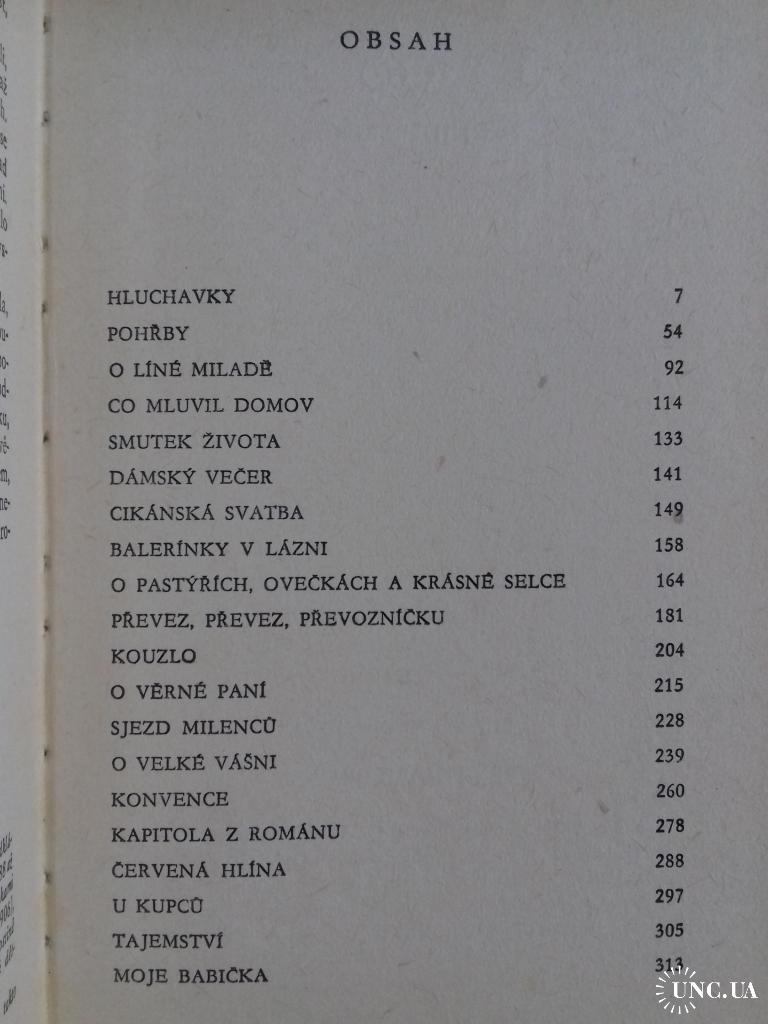 OBSAH
HLUCHAVKY 7
POHŘBY 54
O LÍNÉ MILADĚ 92
CO MLUVIL DOMOV 114
SMUTEK ŽIVOTA 133
DÁMSKÝ VEČER 141
CIKÁNSKÁ SVATBA 149
BALERÍNKY V LÁZNI 158
O PASTÝŘÍCH, OVEČKÁCH A KRÁSNÉ SELCE 164
PŘEVEZ, PŘEVEZ, PŘEVOZNÍČKU 181
KOUZLO 204
O VĚRNÉ PANÍ 215
SJEZD MILENCŮ 228
O VELKÉ VÁŠNI 239
KONVENCE 260
KAPITOLA Z ROMÁNU 278
ČERVENÁ HLÍNA 288
U KUPCŮ 297
TAJEMSTVÍ 305
MOJE BABIČKA 313
UNC.UA